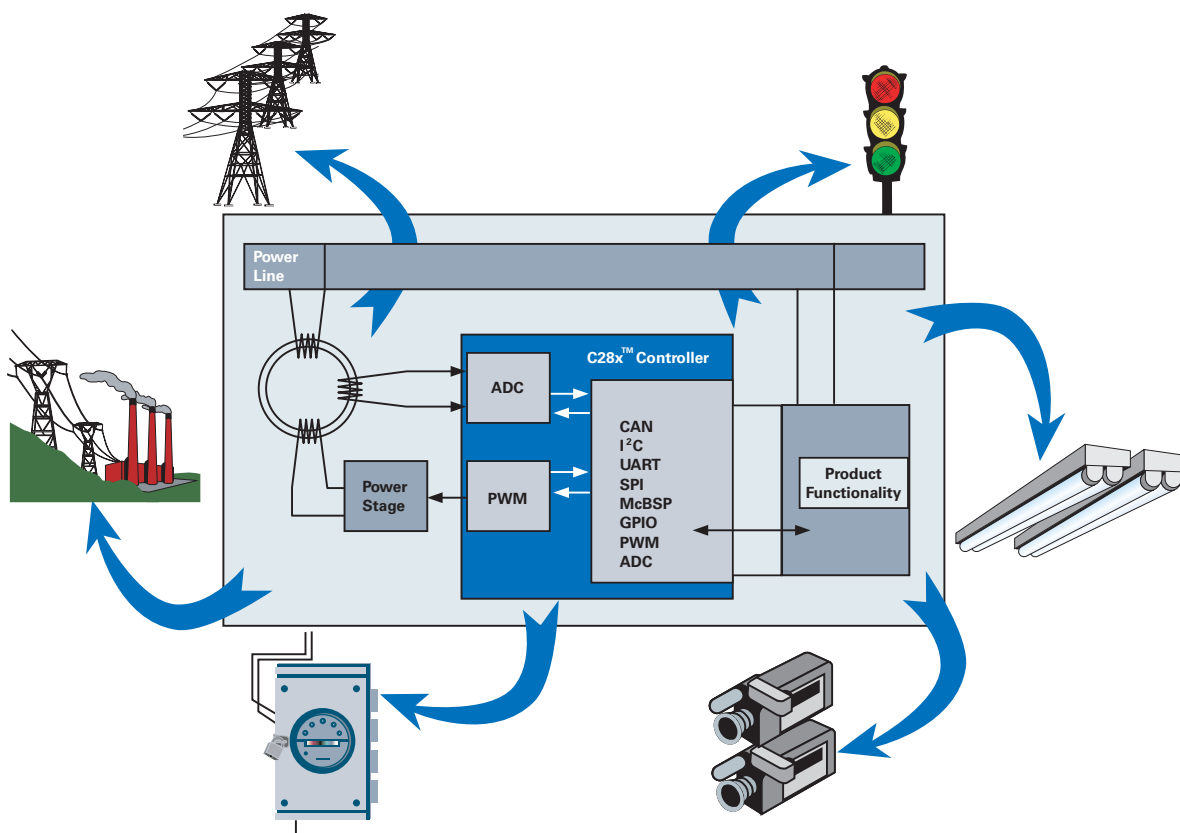 Power
Line
C28x™ Controller
ADC
CAN
I²C
UART
SPI
McBSP
GPIO
PWM
ADC
Power
Stage
PWM
Product
Functionality